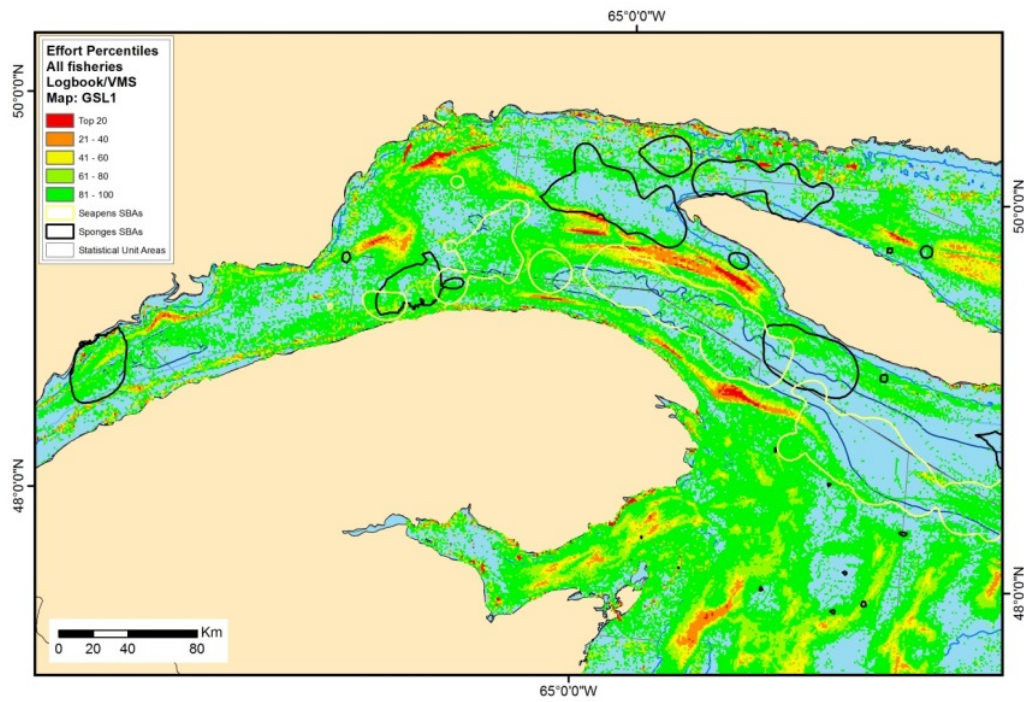 65°0'0"W
Effort Percentiles
All fisheries
Logbook/VMS
Map: GSL1
Top 20
21 - 40
41 - 60
61 - 80
81 - 100
Seapens SBAs
Sponges SBAs
Statistical Unit Areas
50°0'0"N
50°0'0"N
48°0'0"N
48°0'0"N
Km
0 20 40 80
65°0'0"W